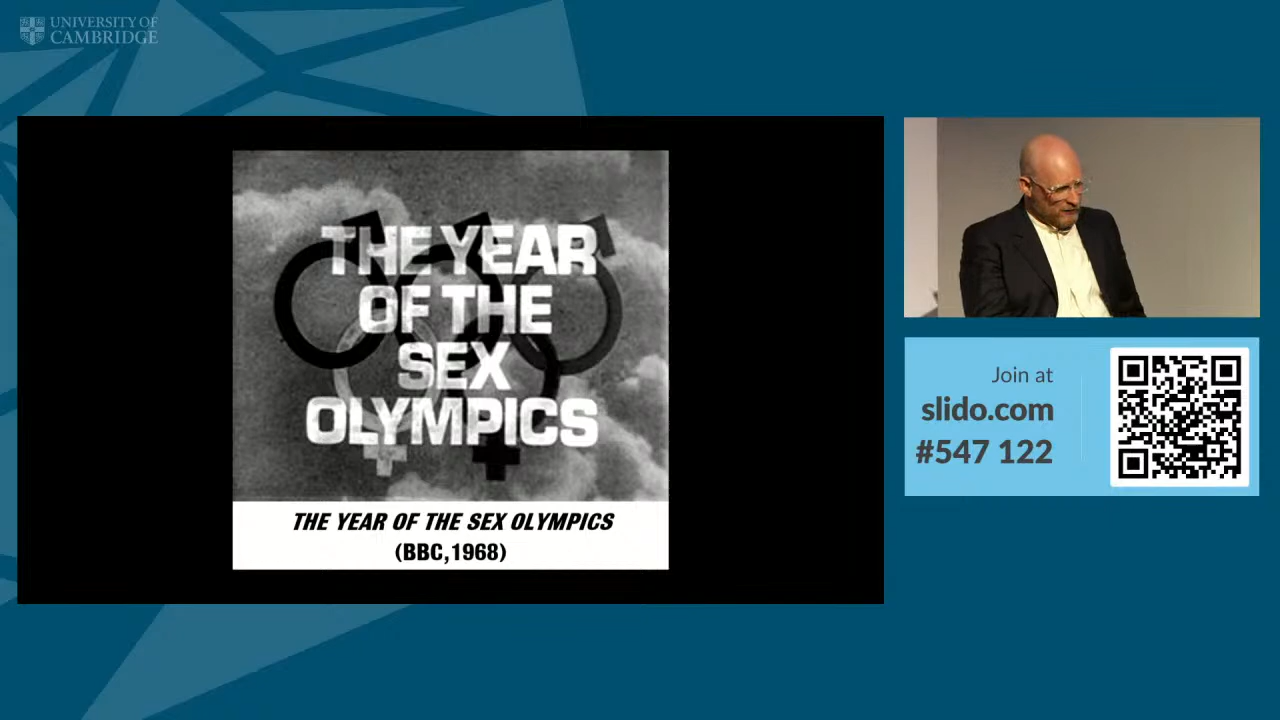 UNIVERSITY OF
CAMBRIDGE
THE YEAR
OF THE
SEX
OLYMPICS
THE YEAR OF THE SEX OLYMPICS
(BBC,1968)
Join at
slido.com
#547 122